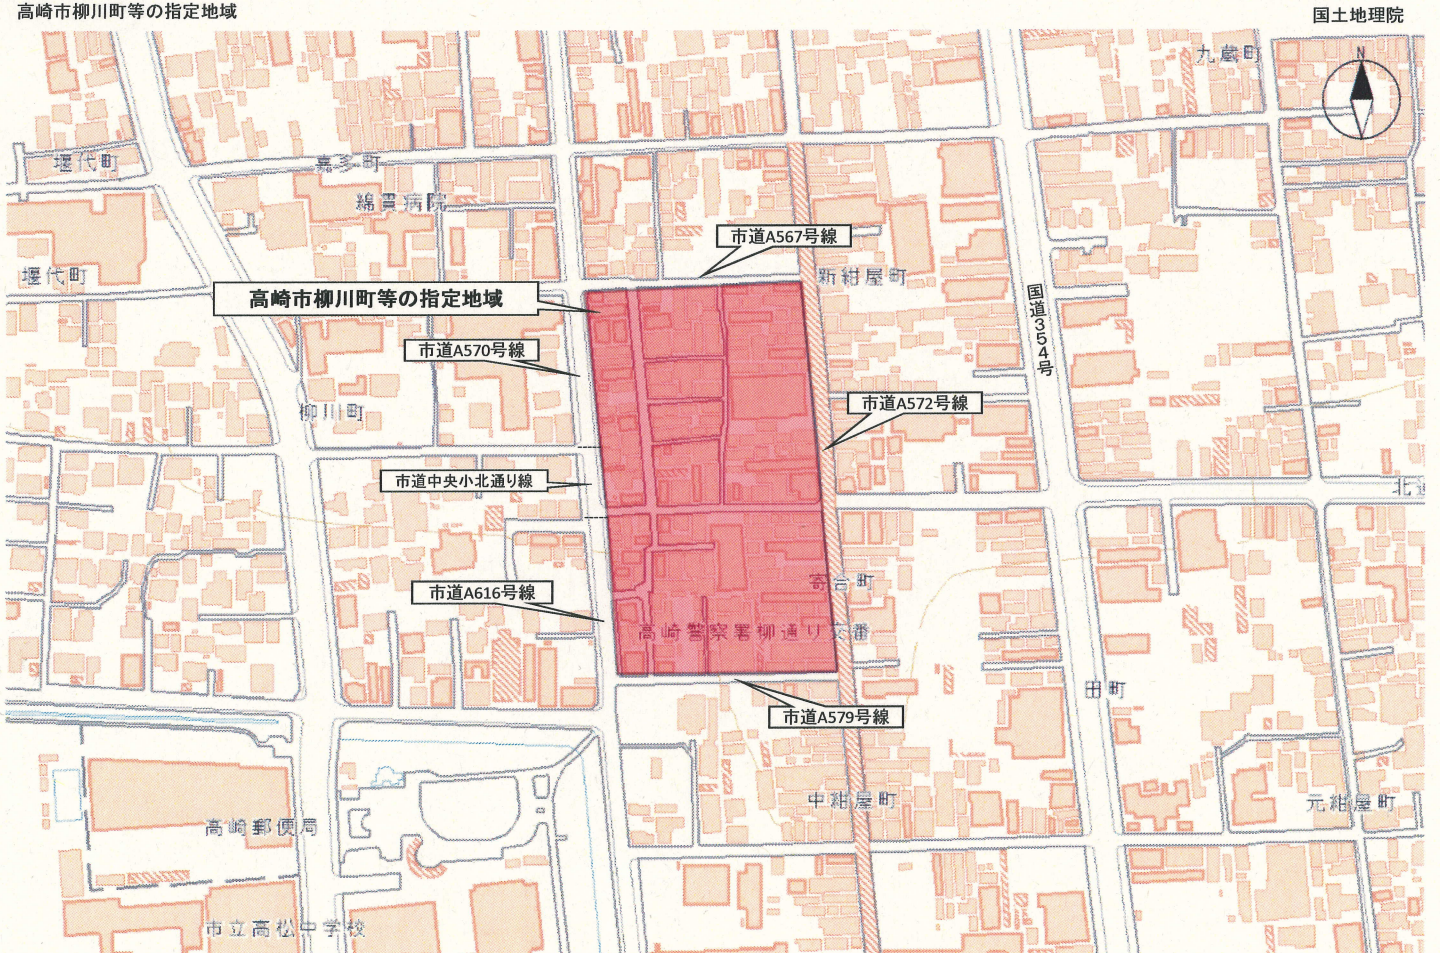 高崎市柳川町等の指定地域
国土地理院
九蔵町
N
堰代町
嘉多町
綿貫病院
市道A567号線
堰代町
新紺屋町
高崎市柳川町等の指定地域
国道354号
市道A570号線
市道A572号線
柳川町
市道中央小北通り線
北通
寄合町
市道A616号線
高崎警察署柳通り交番
田町
市道A579号線
中紺屋町
元紺屋町
高崎郵便局
市立高松中学校